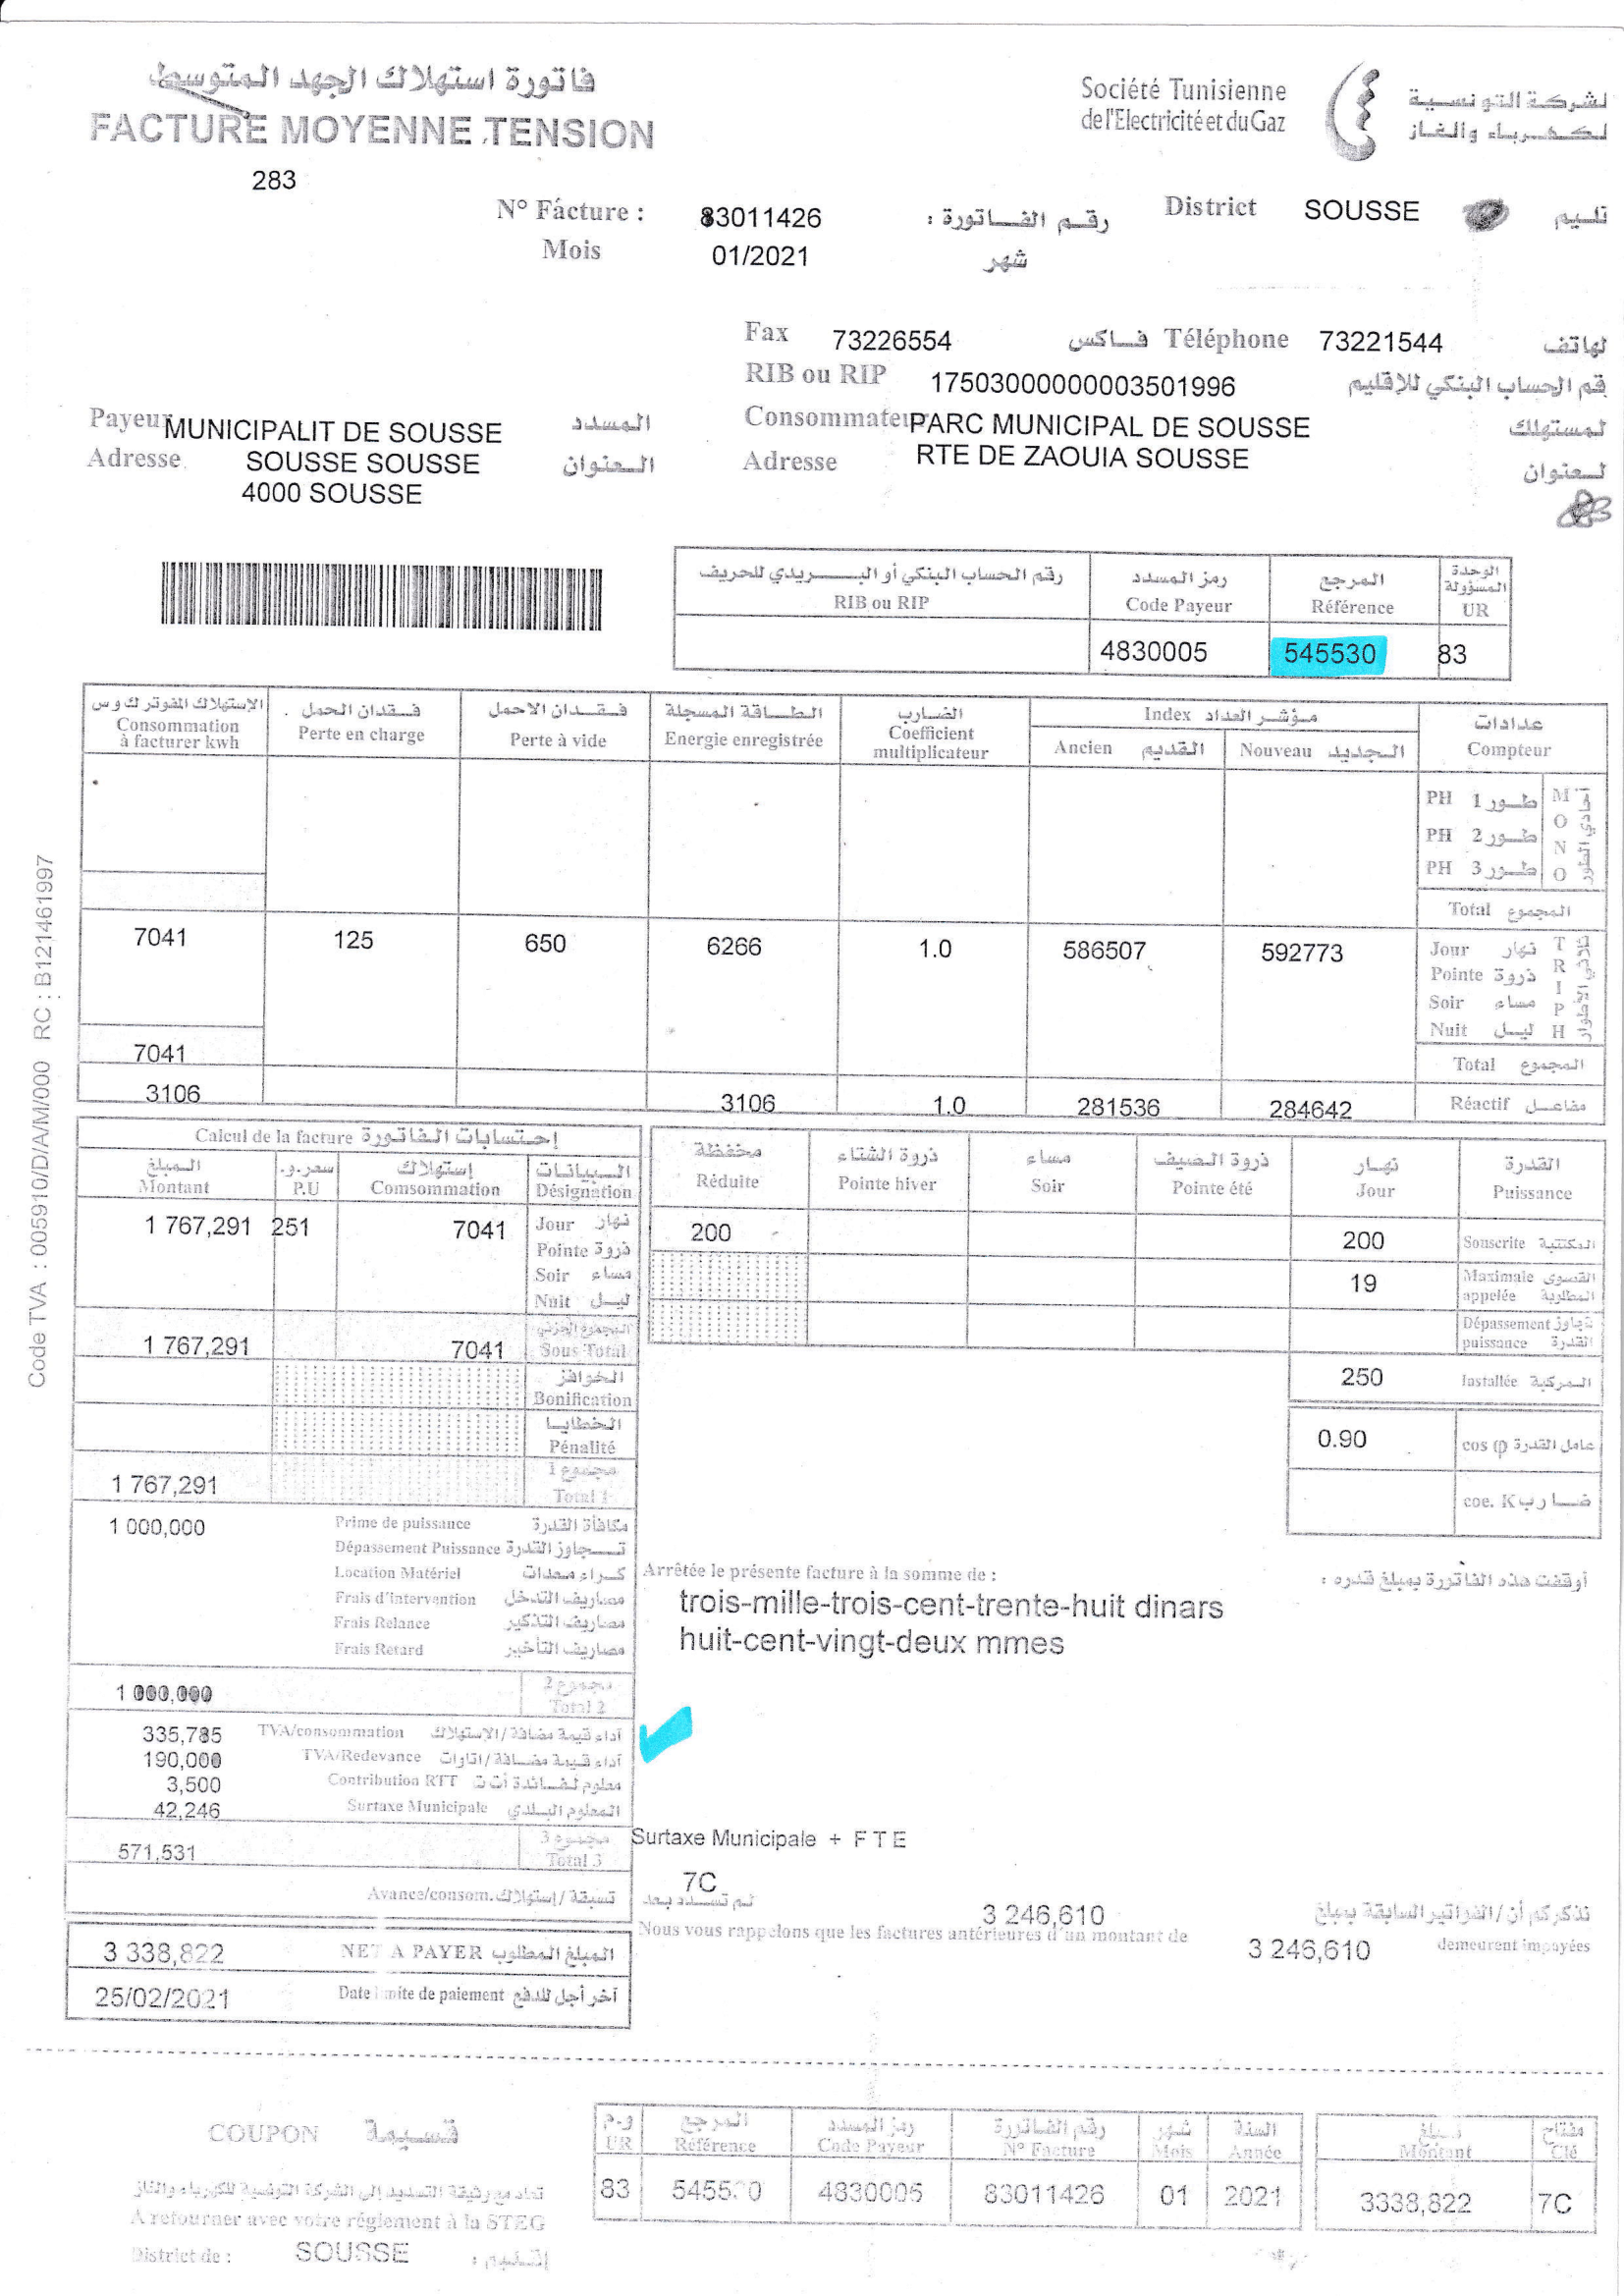 فاتورة استهلاك الجهد المتوسط
FACTURE MOYENNE TENSION
283
Société Tunisienne
de l'Electricité et du Gaz
لشركة التونسية
لكهرباء والغاز
N° Facture : 83011426 رقم الفاتورة :
Mois 01/2021 شهر
District SOUSSE
Fax 73226554 فاكس Téléphone 73221544 لهاتف
RIB ou RIP 17503000000003501996 قم الحساب البنكي للإقليم
Payeur MUNICIPALIT DE SOUSSE المسدد
Adresse SOUSSE SOUSSE العنوان
4000 SOUSSE
Consommateur PARC MUNICIPAL DE SOUSSE لمستهلك
Adresse RTE DE ZAOUIA SOUSSE لعنوان
رقم الحساب البنكي أو البريدي للحريف رمز المسدد المرجع الوحدة المسؤولة
RIB ou RIP Code Payeur Référence UR
4830005 545530 83
Code TVA : 005910/D/A/M/000 RC : B121461997
الإستهلاك المفوتر ك و س فقدان الحمل فقدان الاحمل الطاقة المسجلة الضارب مؤشر العداد Index عدادات
Consommation à facturer kwh Perte en charge Perte à vide Energie enregistrée Coefficient multiplicateur Ancien القديم Nouveau الجديد Compteur
PH 1 طور
PH 2 طور
PH 3 طور
MONO
Total المجموع
7041 125 650 6266 1.0 586507 592773 Jour نهار
Pointe ذروة
Soir مساء
Nuit ليل
TRIPH
7041 Total المجموع
3106 3106 1.0 281536 284642 Réactif مفاعل
Calcul de la facture إحتسابات الفاتورة
المبلغ سعر.و. إستهلاك البيانات
Montant P.U Comsommation Désignation
1 767,291 251 7041 Jour نهار
Pointe ذروة
Soir مساء
Nuit ليل
1 767,291 7041 Sous Total
الحوافز
Bonification
الخطايا
Pénalité
مجموع 1
1 767,291 Total 1
1 000,000 Prime de puissance مكافأة القدرة
Dépassement Puissance تجاوز القدرة
Location Matériel كراء معدات
Frais d'intervention مصاريف التدخل
Frais Relance مصاريف التذكير
Frais Retard مصاريف التأخير
مجموع 2
1 000,000 Total 2
335,785 TVA/consommation أداء قيمة مضافة/الإستهلاك
190,000 TVA/Redevance أداء قيمة مضافة/اتاوات
3,500 Contribution RTT معلوم لفائدة أ ت ت
42,246 Surtaxe Municipale المعلوم البلدي
مجموع 3
571,531 Total 3
Avance/consom. تسبقة/إستهلاك
3 338,822 NET A PAYER المبلغ المطلوب
25/02/2021 Date limite de paiement آخر أجل للدفع
مخفظة ذروة الشتاء مساء ذروة الصيف نهار القدرة
Réduite Pointe hiver Soir Pointe été Jour Puissance
200 200 Souscrite المكتتبة
19 Maximale appelée القصوى المطلوبة
Dépassement puissance تجاوز القدرة
250 Installée المركبة
0.90 cos φ عامل القدرة
coe. K ضارب
Arrêtée le présente facture à la somme de : أوقفت هذه الفاتورة بمبلغ قدره :
trois-mille-trois-cent-trente-huit dinars
huit-cent-vingt-deux mmes
Surtaxe Municipale + F T E
7C
لم تسدد بعد 3 246,610 نذكركم أن/الفواتير السابقة بمبلغ
Nous vous rappelons que les factures antérieures d'un montant de 3 246,610 demeurent impayées
COUPON قسيمة
تعاد مع وثيقة التسديد إلى الشركة التونسية للكهرباء والغاز
A retourner avec votre réglement à la STEG
District de : SOUSSE إقليم :
و.م المرجع رمز المسدد رقم الفاتورة شهر السنة مبلغ مفتاح
UR Référence Code Payeur N° Facture Mois Année Montant Clé
83 545530 4830005 83011426 01 2021 3338,822 7C